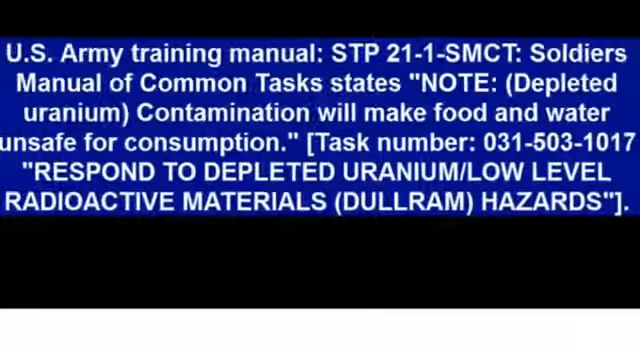 U.S. Army training manual: STP 21-1-SMCT: Soldiers
Manual of Common Tasks states "NOTE: (Depleted
uranium) Contamination will make food and water
unsafe for consumption." [Task number: 031-503-1017
"RESPOND TO DEPLETED URANIUM/LOW LEVEL
RADIOACTIVE MATERIALS (DULLRAM) HAZARDS"].